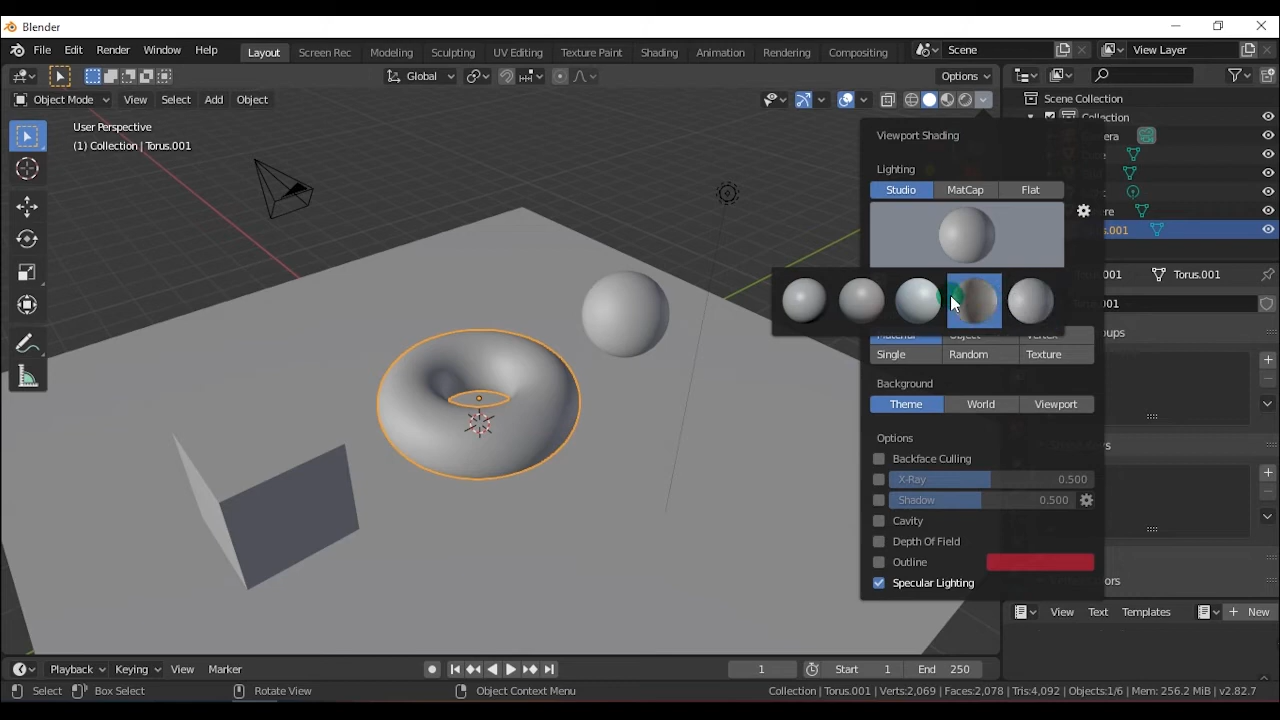 Blender
File Edit Render Window Help Layout Screen Rec Modeling Sculpting UV Editing Texture Paint Shading Animation Rendering Compositing Scene View Layer
Global Options
Object Mode View Select Add Object
Scene Collection
Collection
User Perspective
(1) Collection | Torus.001
Viewport Shading
Lighting
Studio MatCap Flat
Torus.001
Single Random Texture
Background
Theme World Viewport
Options
Backface Culling
X-Ray 0.500
Shadow 0.500
Cavity
Depth Of Field
Outline
Specular Lighting
View Text Templates New
Playback Keying View Marker 1 Start 1 End 250
Select Box Select Rotate View Object Context Menu Collection | Torus.001 | Verts:2,069 | Faces:2,078 | Tris:4,092 | Objects:1/6 | Mem: 256.2 MiB | v2.82.7